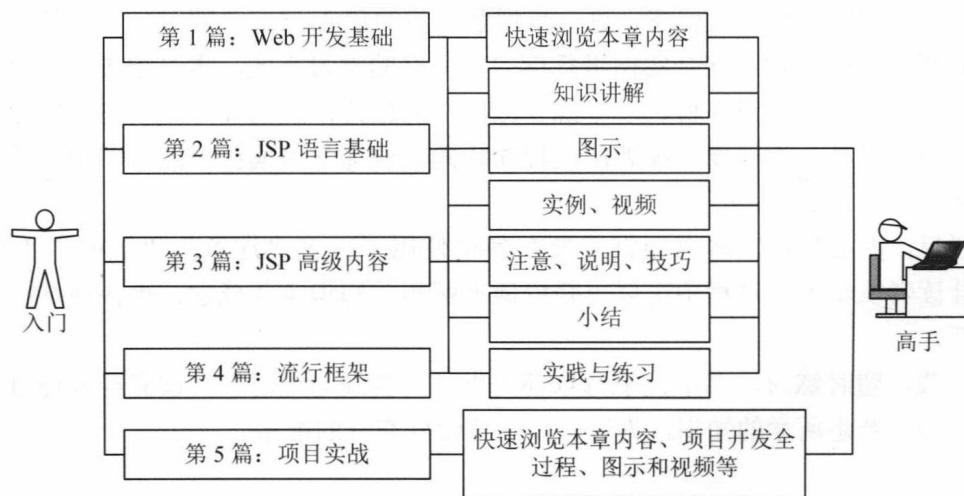 第 1 篇：Web 开发基础
快速浏览本章内容
知识讲解
第 2 篇：JSP 语言基础
图示
实例、视频
第 3 篇：JSP 高级内容
注意、说明、技巧
入门
小结
高手
第 4 篇：流行框架
实践与练习
第 5 篇：项目实战
快速浏览本章内容、项目开发全
过程、图示和视频等